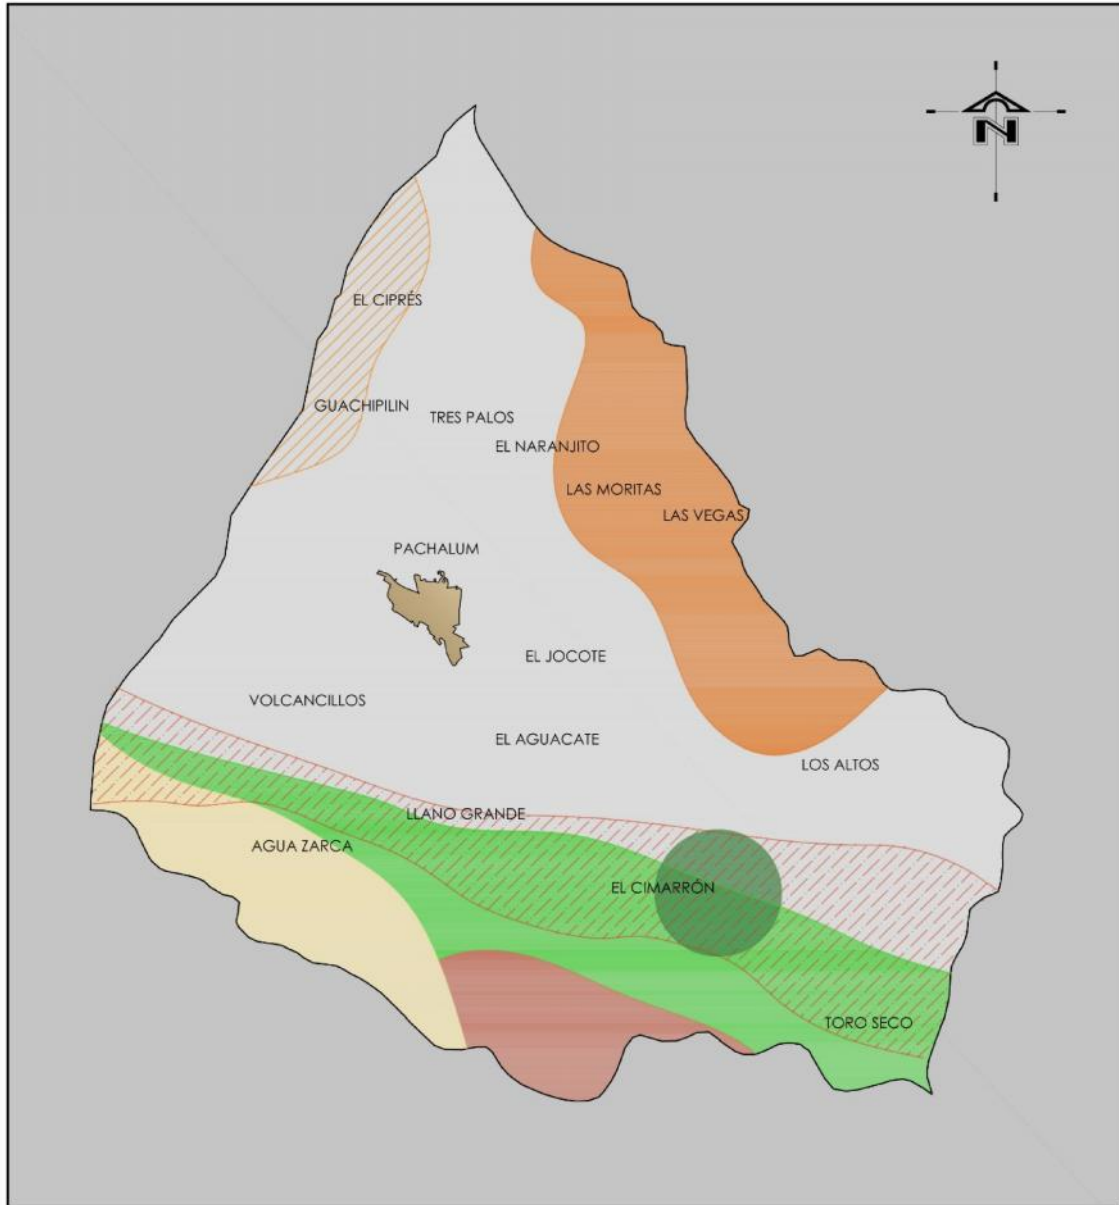 N
EL CIPRÉS
GUACHIPILIN
TRES PALOS
EL NARANJITO
LAS MORITAS
LAS VEGAS
PACHALUM
EL JOCOTE
VOLCANCILLOS
EL AGUACATE
LOS ALTOS
LLANO GRANDE
AGUA ZARCA
EL CIMARRÓN
TORO SECO